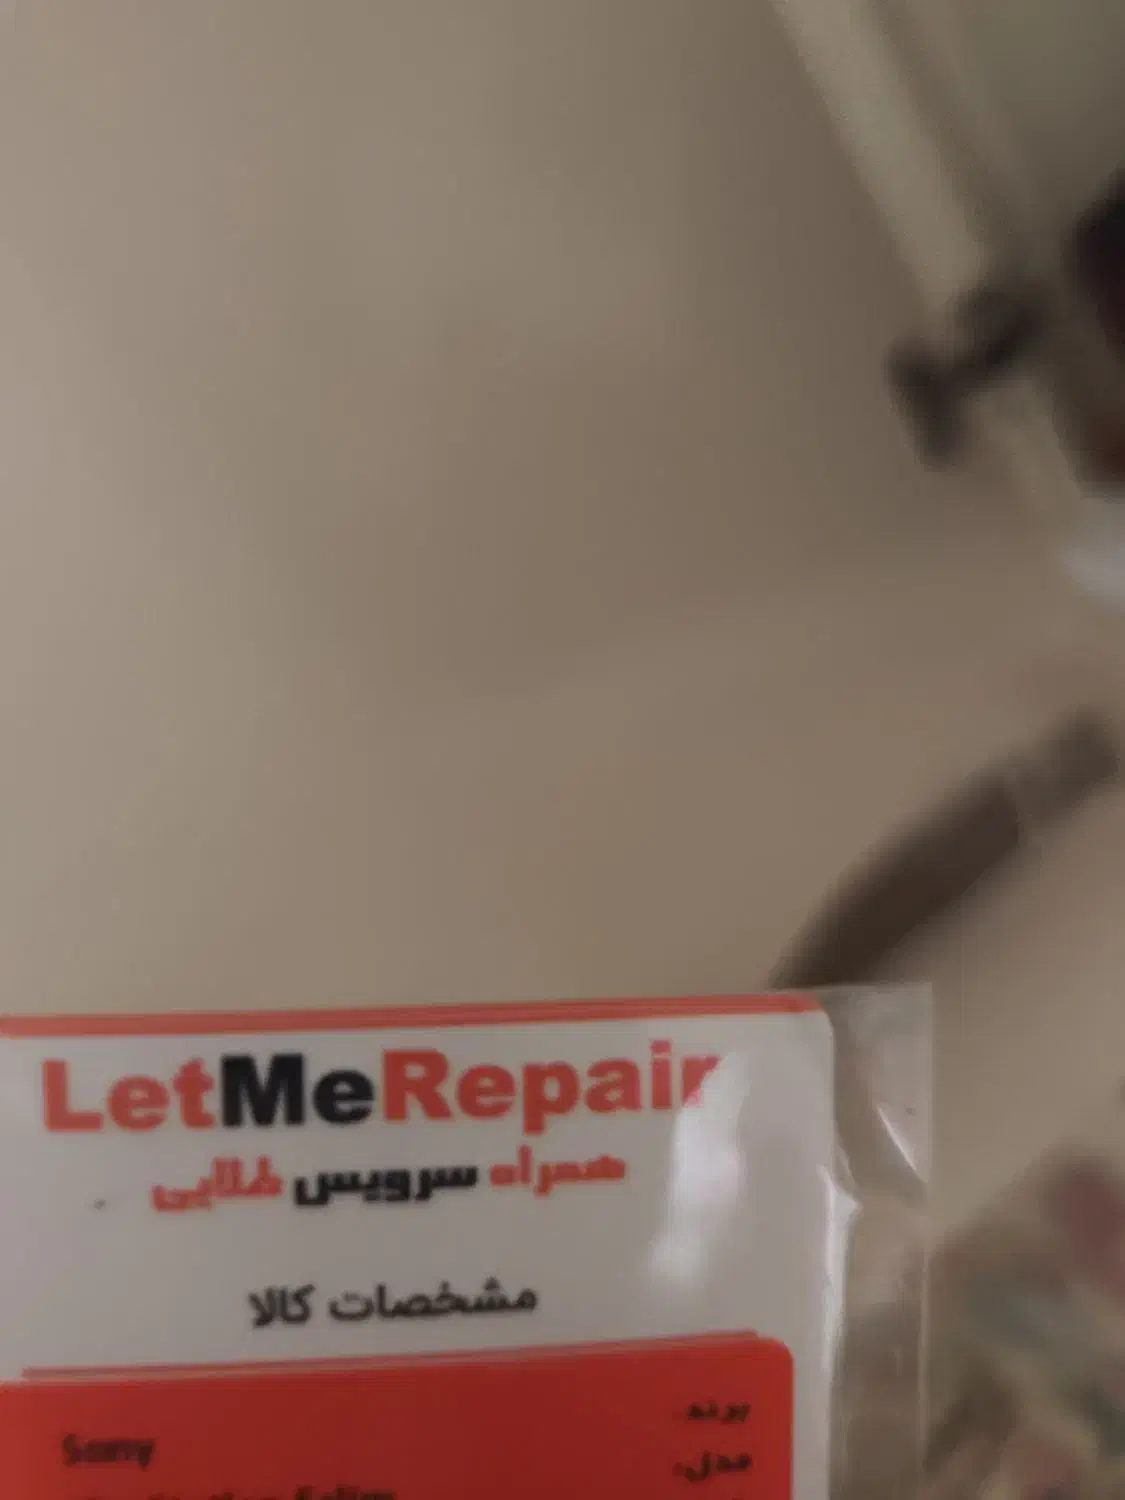 LetMeRepair
همراه سرویس طلایی
مشخصات کالا
برند: Sony
مدل: